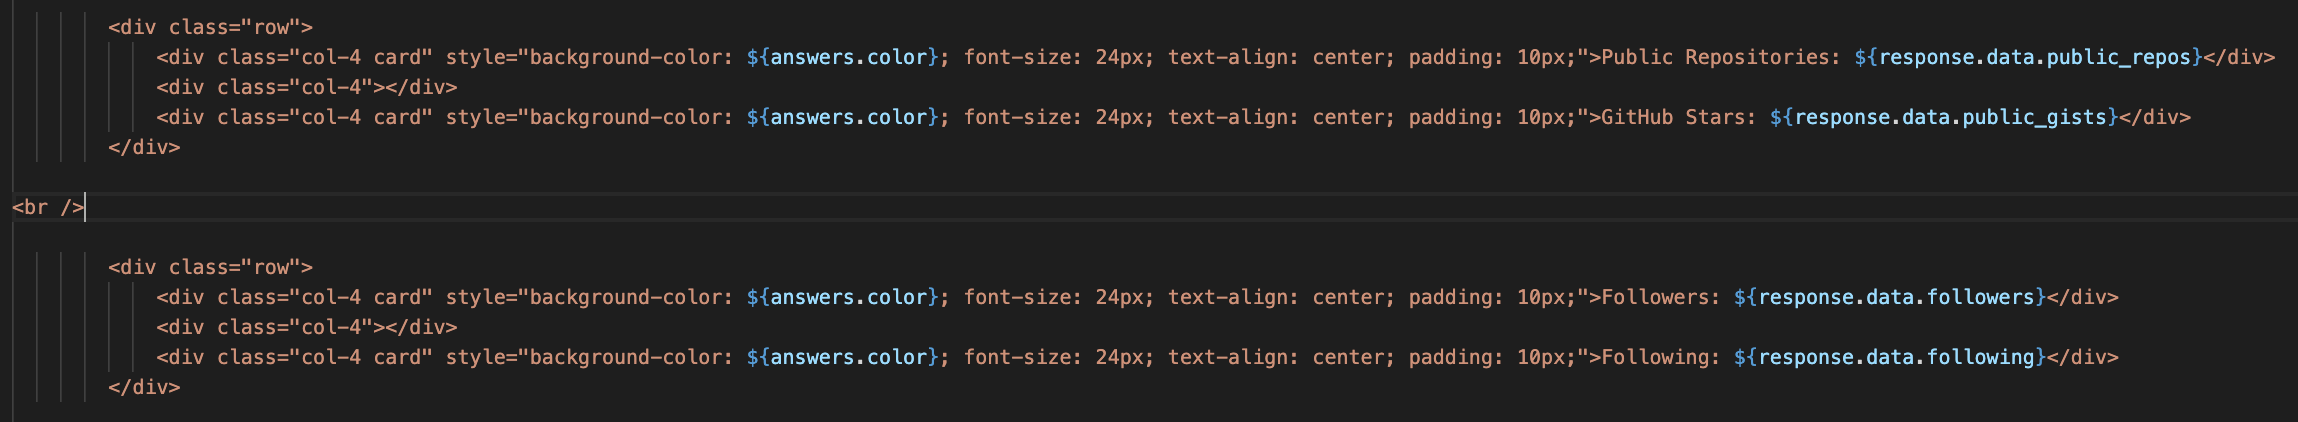 <div class="row">
<div class="col-4 card" style="background-color: ${answers.color}; font-size: 24px; text-align: center; padding: 10px;">Public Repositories: ${response.data.public_repos}</div>
<div class="col-4"></div>
<div class="col-4 card" style="background-color: ${answers.color}; font-size: 24px; text-align: center; padding: 10px;">GitHub Stars: ${response.data.public_gists}</div>
</div>
<br />
<div class="row">
<div class="col-4 card" style="background-color: ${answers.color}; font-size: 24px; text-align: center; padding: 10px;">Followers: ${response.data.followers}</div>
<div class="col-4"></div>
<div class="col-4 card" style="background-color: ${answers.color}; font-size: 24px; text-align: center; padding: 10px;">Following: ${response.data.following}</div>
</div>